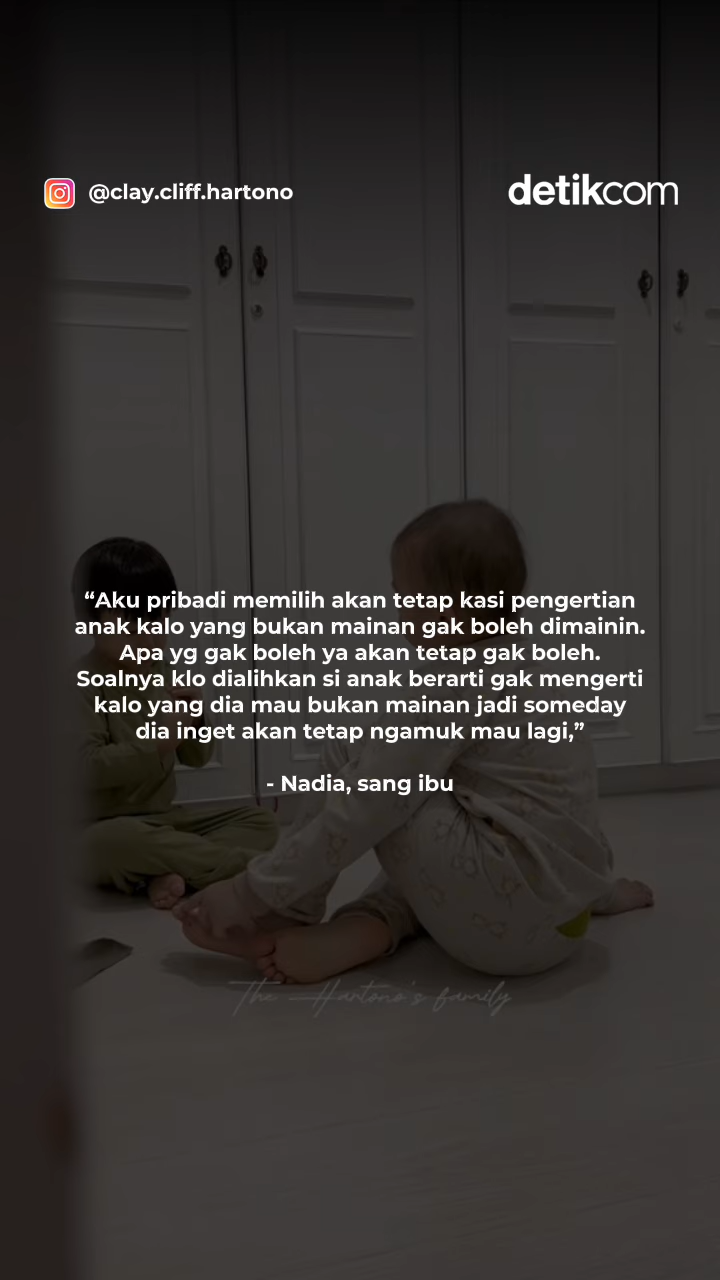 @clay.cliff.hartono
detikcom
“Aku pribadi memilih akan tetap kasi pengertian
anak kalo yang bukan mainan gak boleh dimainin.
Apa yg gak boleh ya akan tetap gak boleh.
Soalnya klo dialihkan si anak berarti gak mengerti
kalo yang dia mau bukan mainan jadi someday
dia inget akan tetap ngamuk mau lagi,”
- Nadia, sang ibu
The Hartono's family